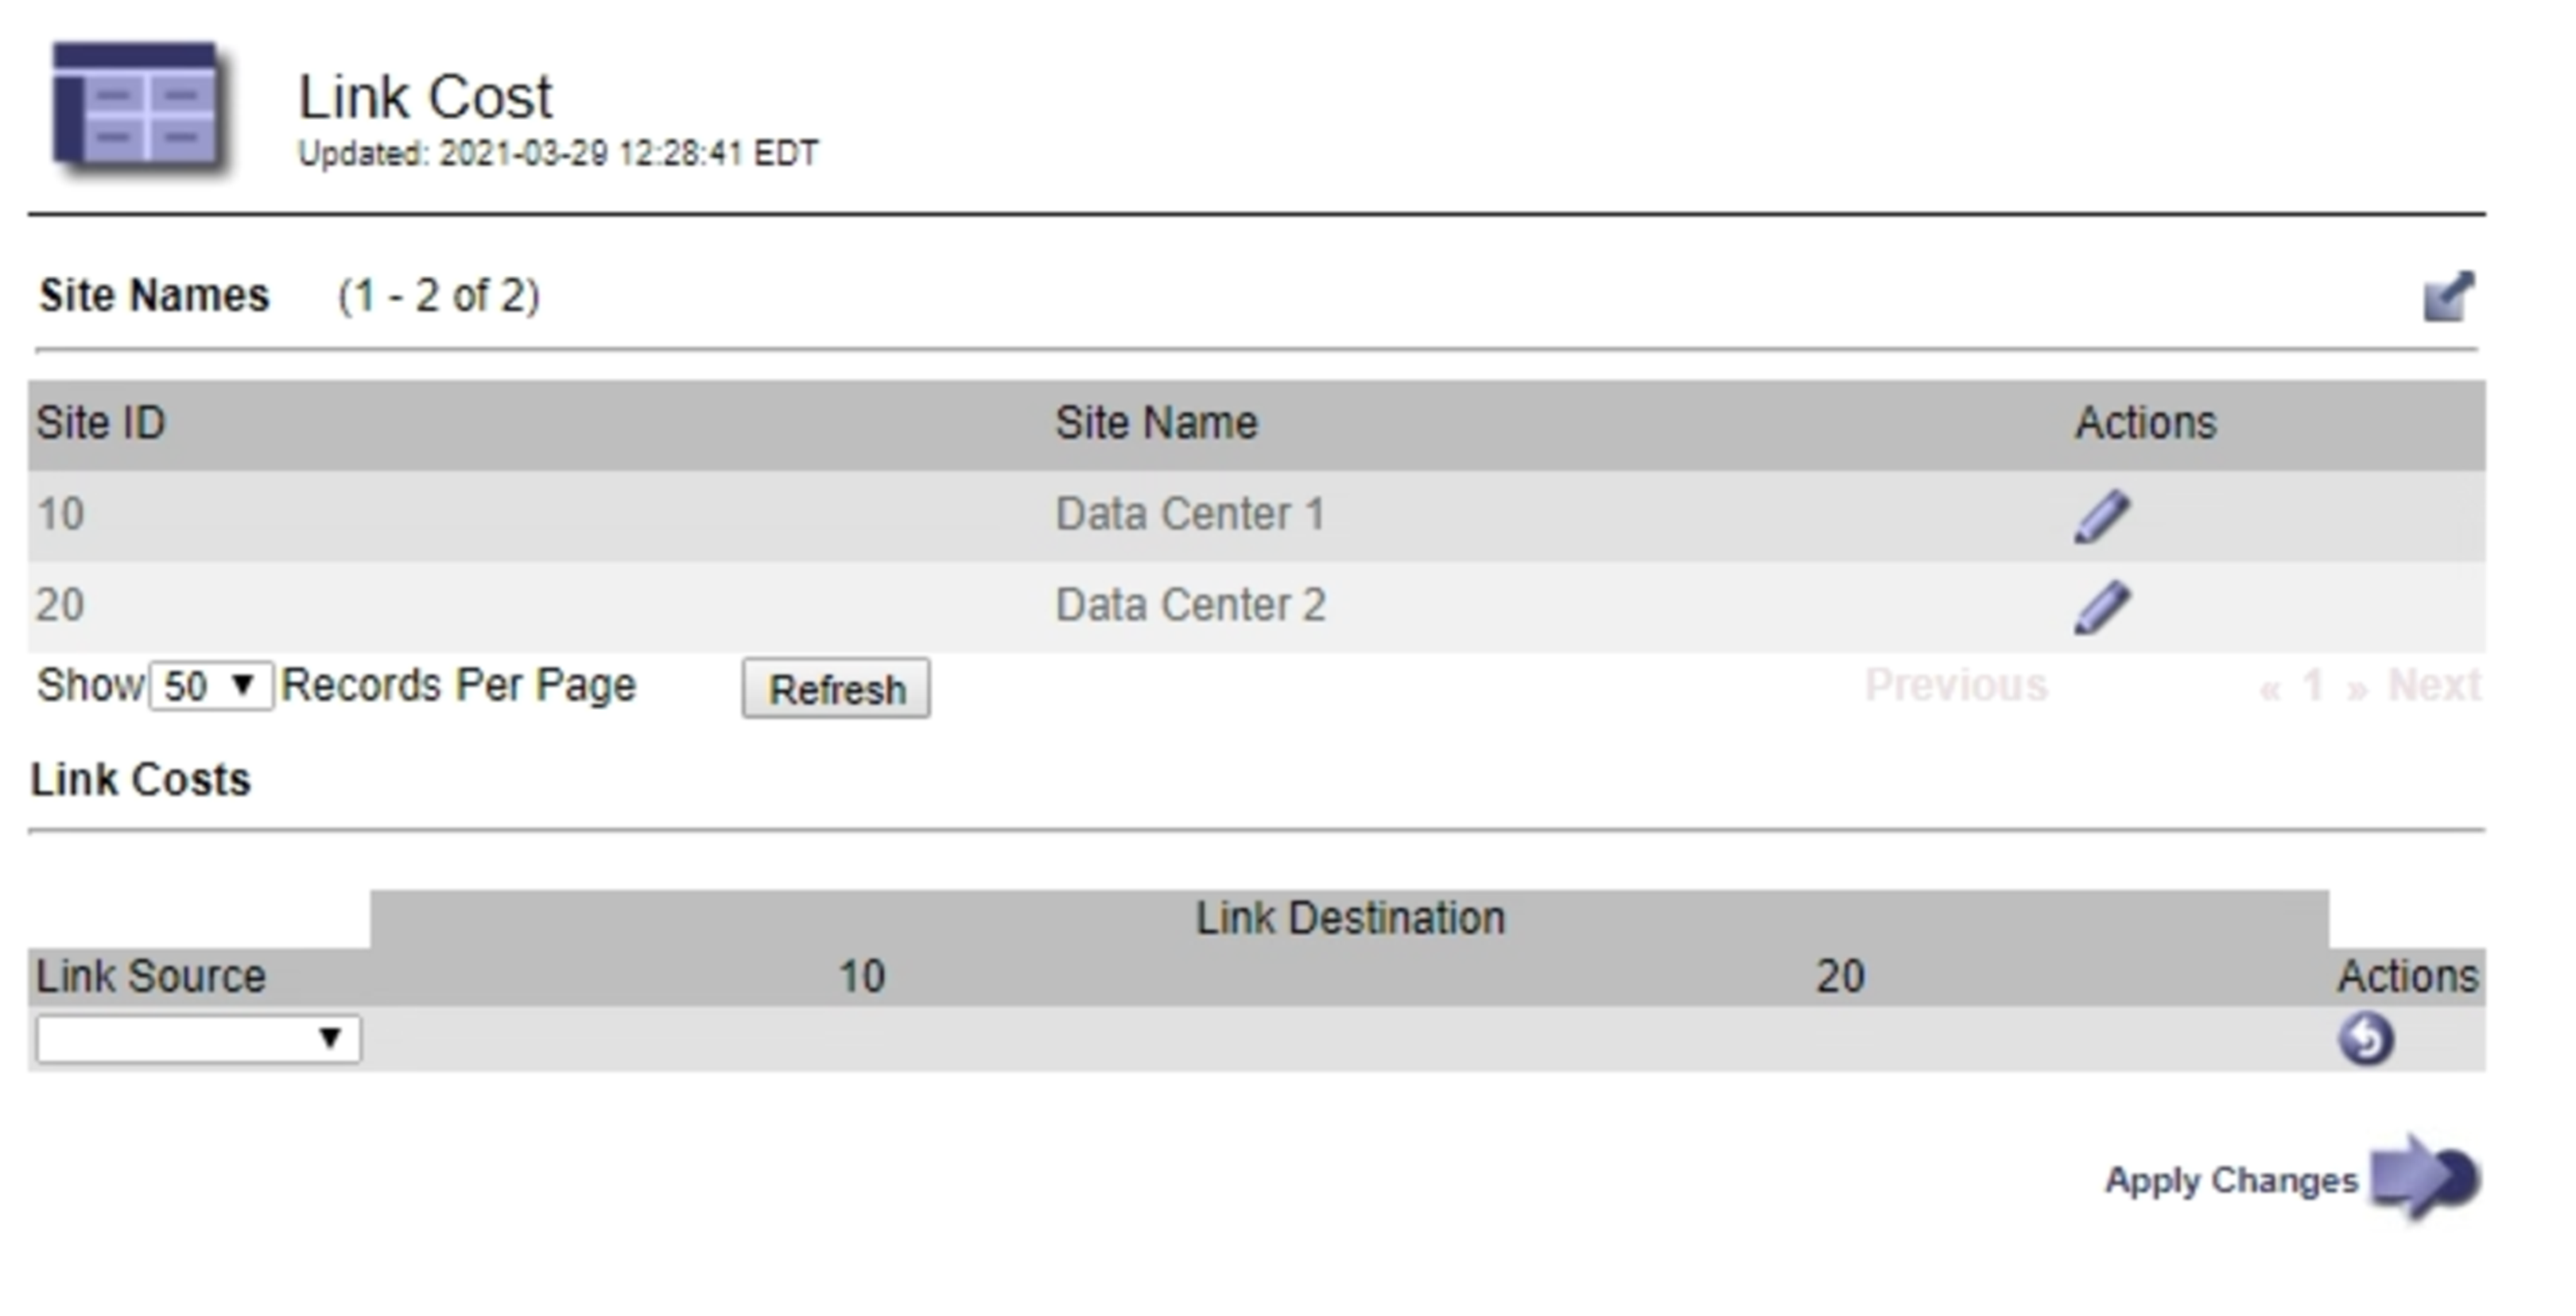 Link Cost
Updated: 2021-03-29 12:28:41 EDT
Site Names (1 - 2 of 2)
Site ID Site Name Actions
10 Data Center 1
20 Data Center 2
Show 50 ▼ Records Per Page Refresh Previous « 1 » Next
Link Costs
Link Destination
Link Source 10 20 Actions
Apply Changes